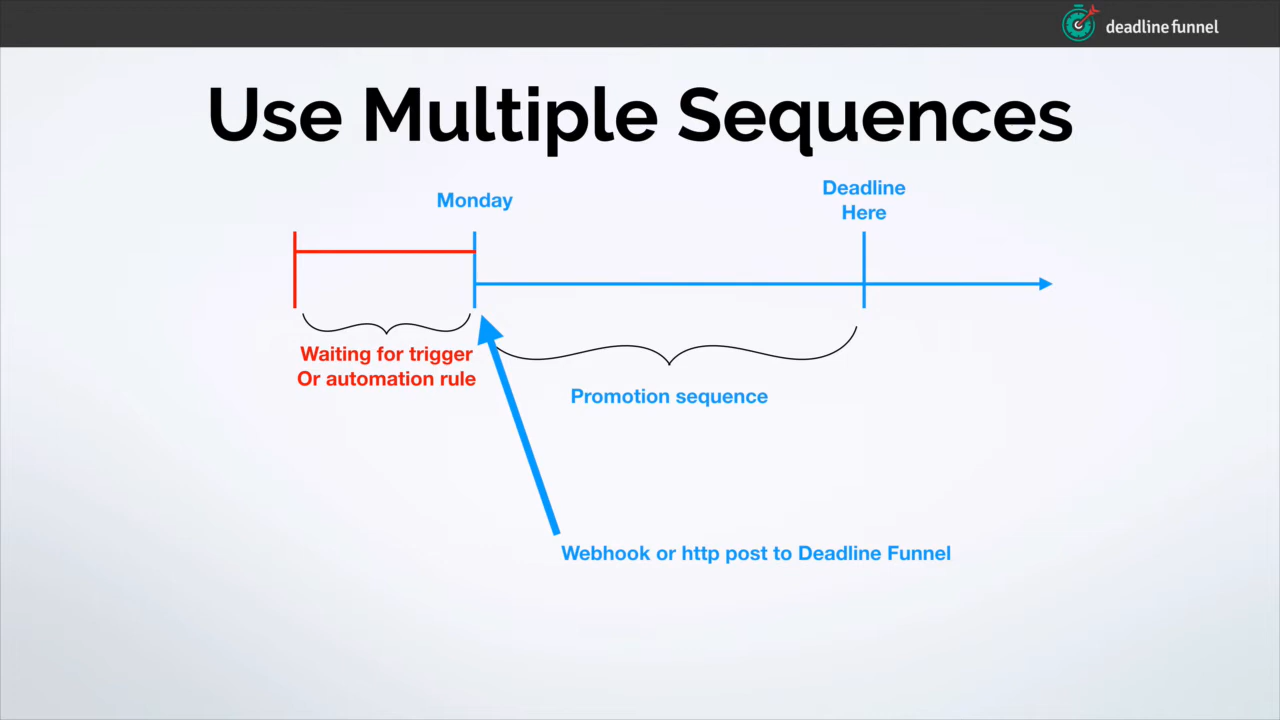 deadline funnel
Use Multiple Sequences
Monday
Deadline
Here
Waiting for trigger
Or automation rule
Promotion sequence
Webhook or http post to Deadline Funnel